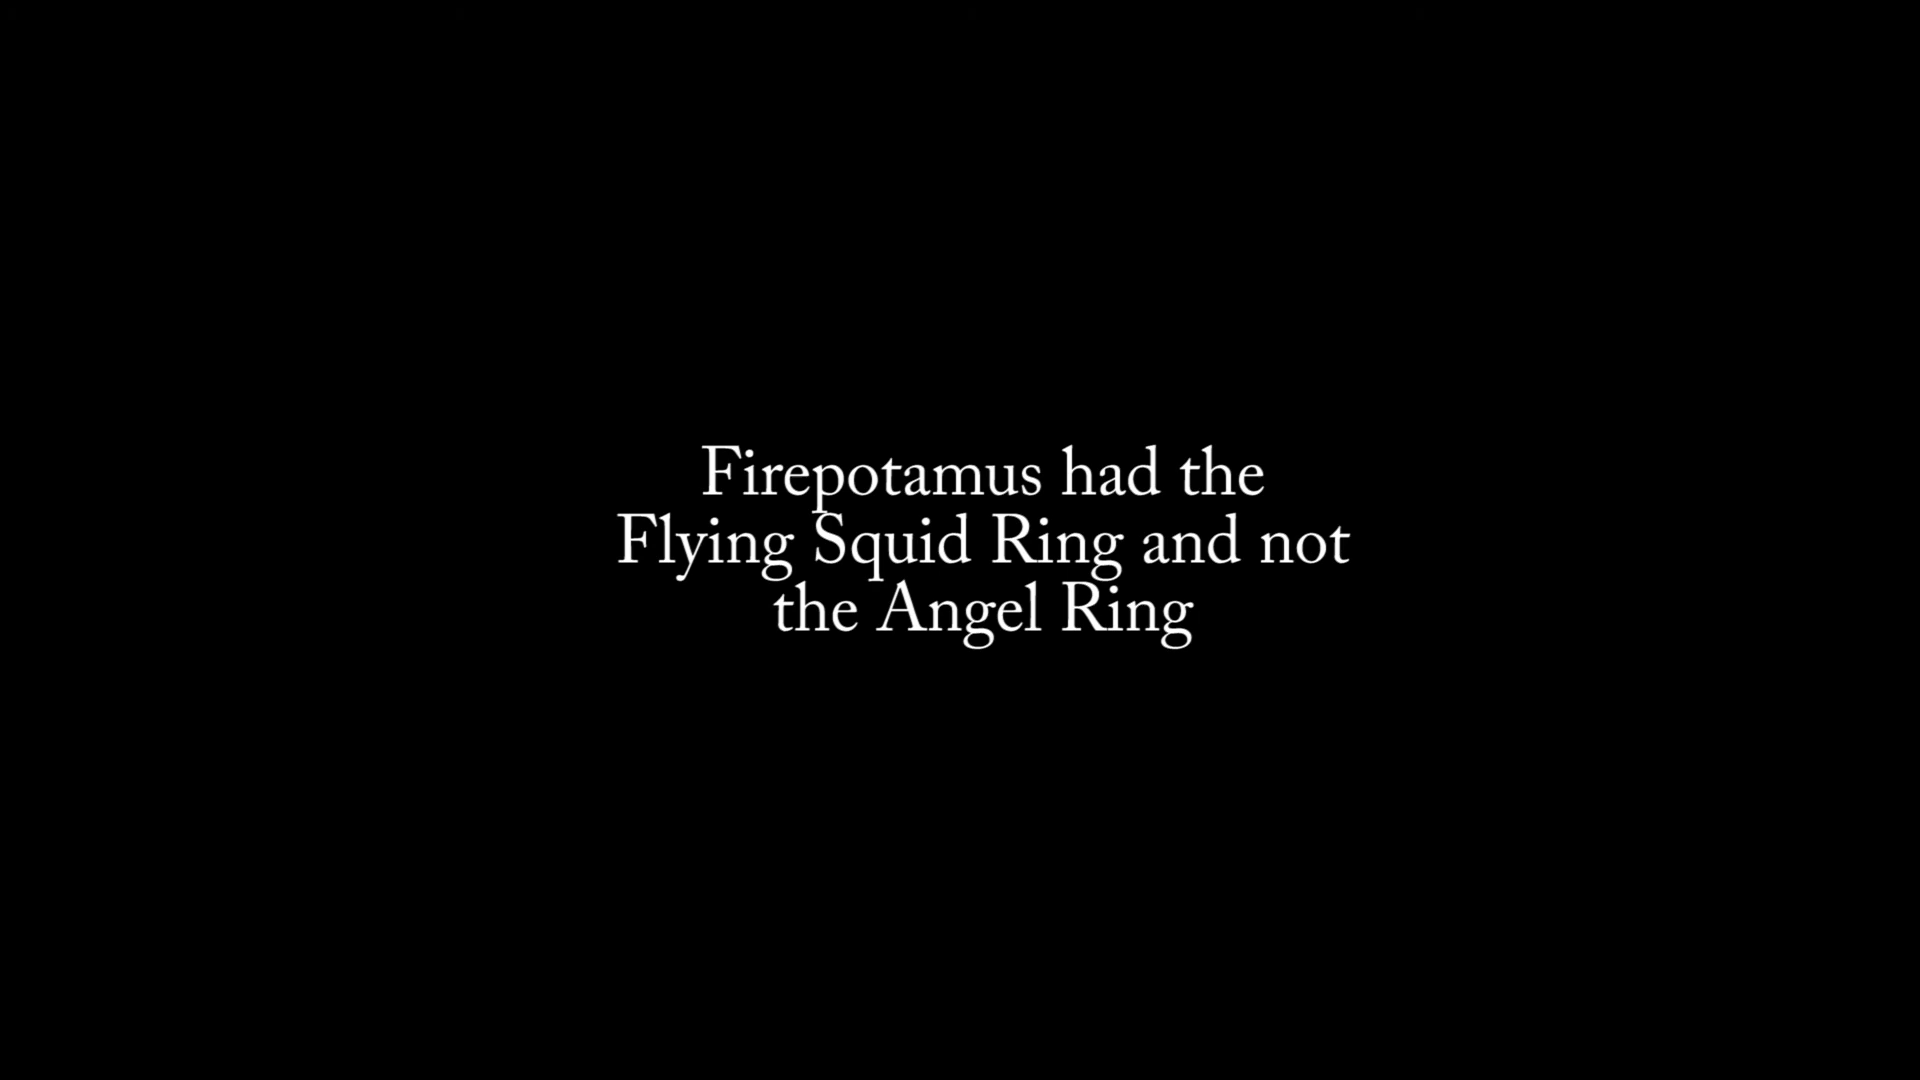 Firepotamus had the
Flying Squid Ring and not
the Angel Ring